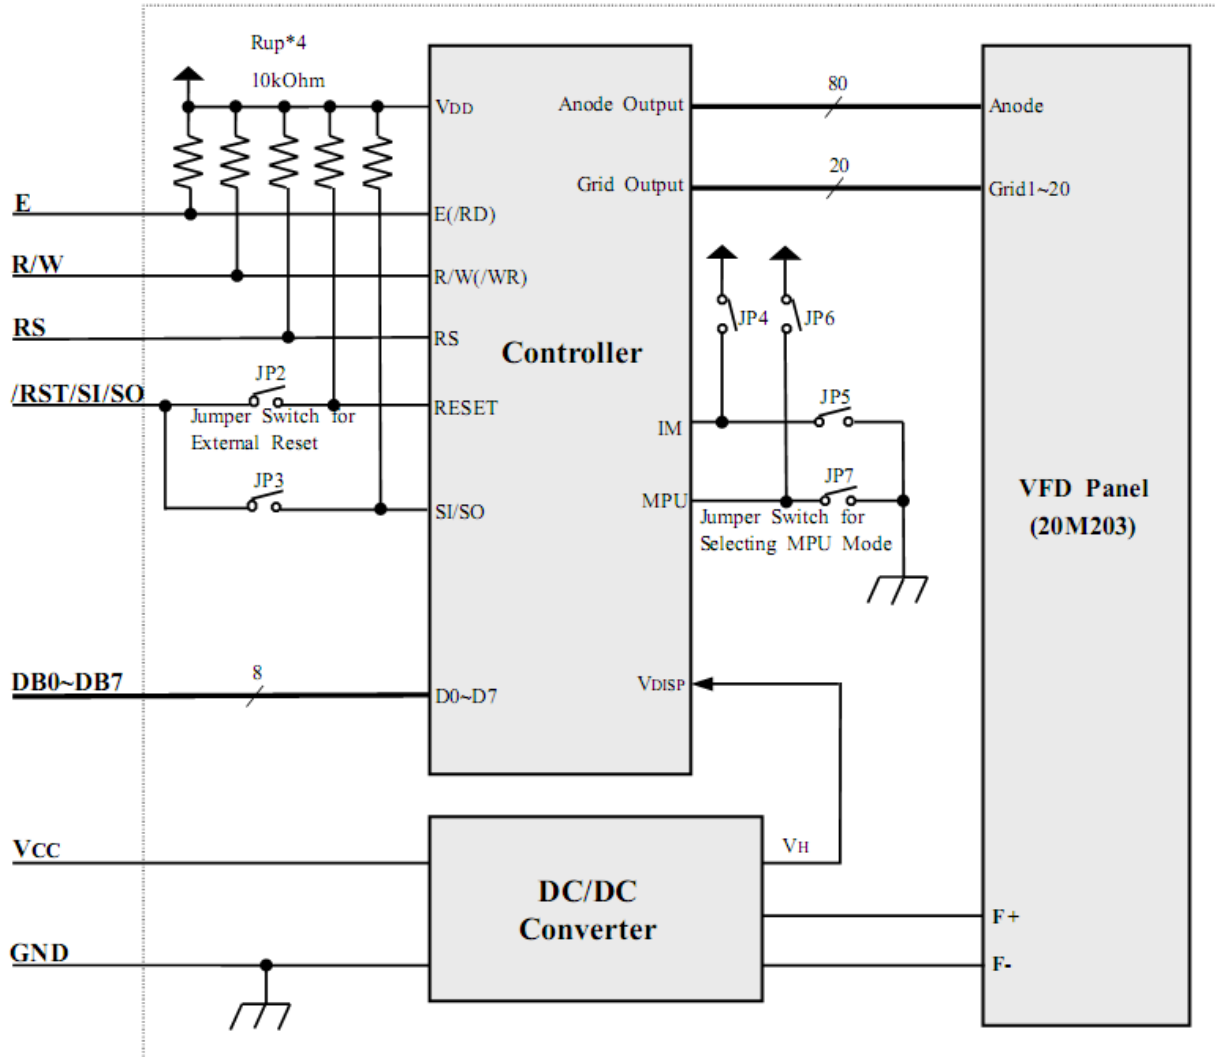 Rup*4
10kOhm
VDD
Anode Output
80
Anode
Grid Output
20
Grid1~20
E
E(/RD)
R/W
R/W(/WR)
RS
RS
Controller
JP4
JP6
/RST/SI/SO
JP2
RESET
Jumper Switch for
External Reset
JP5
IM
JP3
SI/SO
MPU
JP7
Jumper Switch for
Selecting MPU Mode
VFD Panel
(20M203)
DB0~DB7
8
D0~D7
VDISP
VCC
VH
DC/DC
Converter
F+
GND
F-